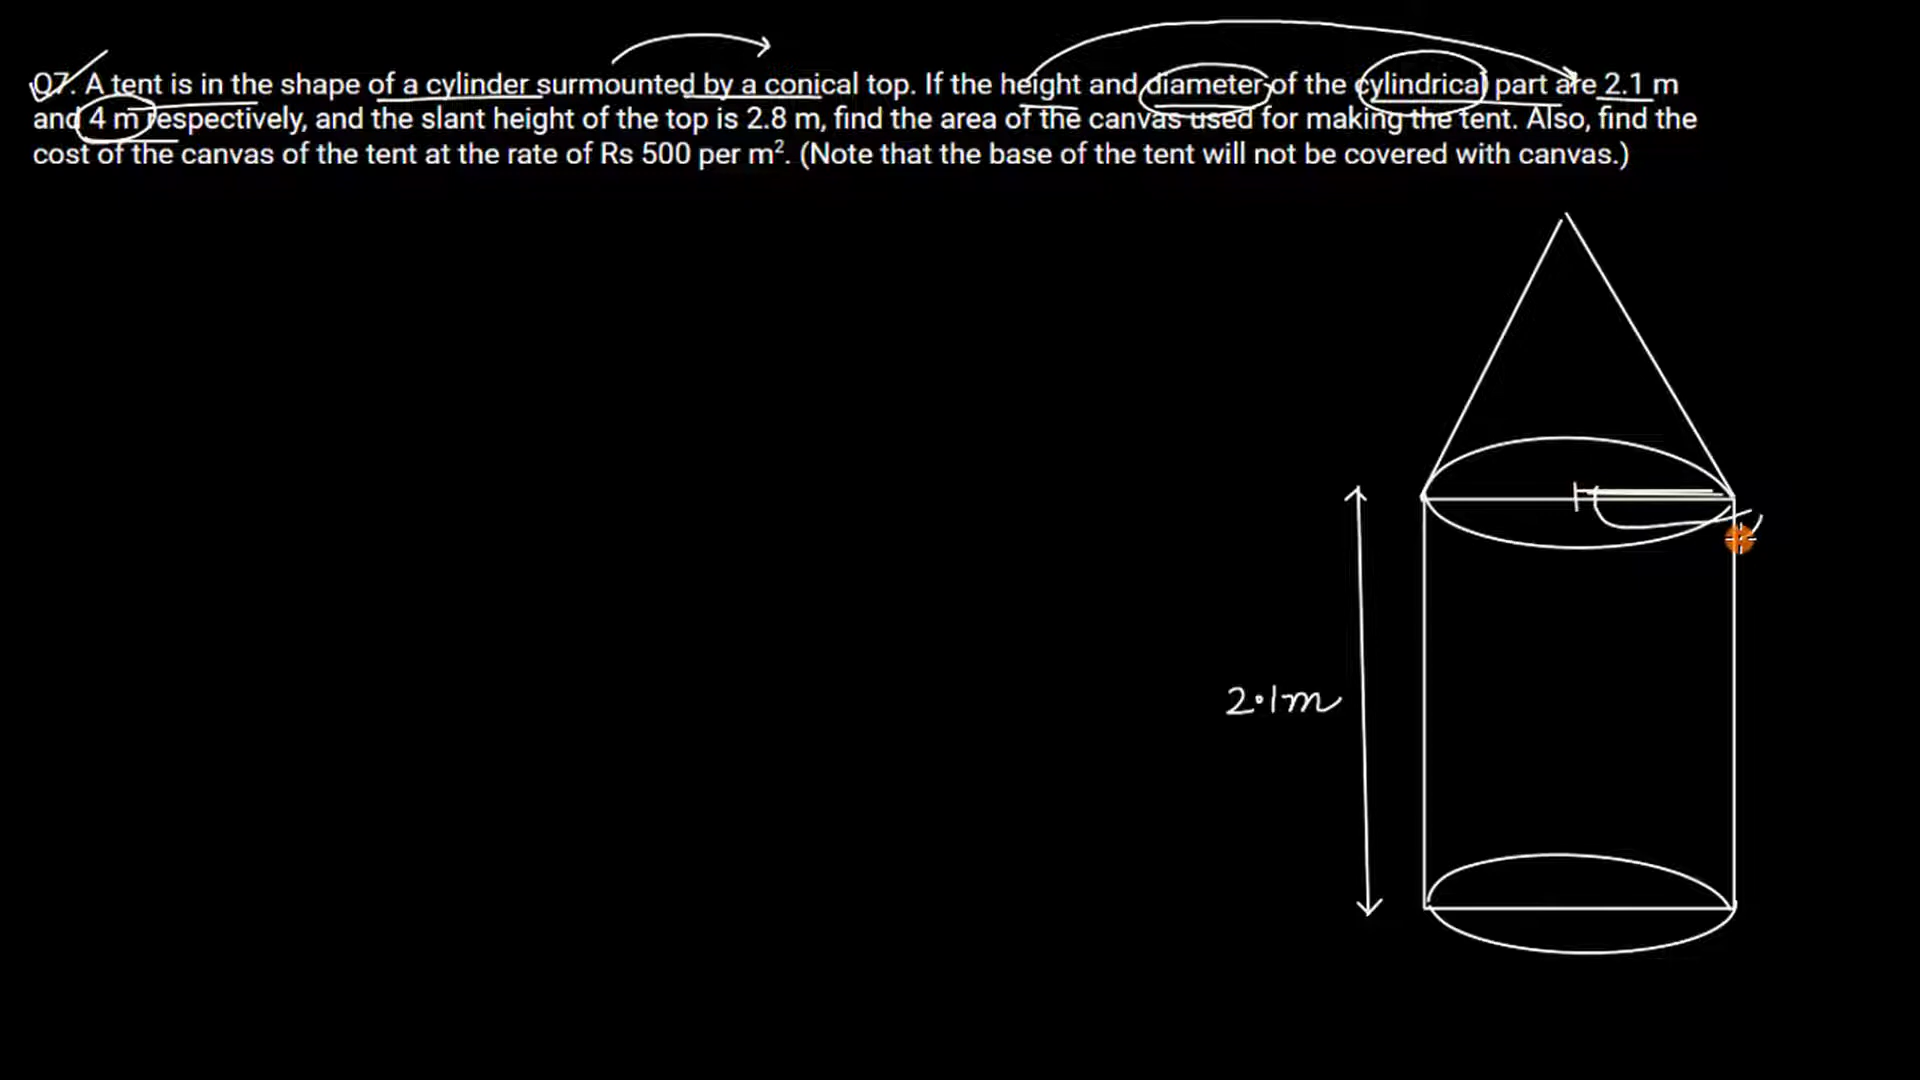 Q7. A tent is in the shape of a cylinder surmounted by a conical top. If the height and diameter of the cylindrical part are 2.1 m
and 4 m respectively, and the slant height of the top is 2.8 m, find the area of the canvas used for making the tent. Also, find the
cost of the canvas of the tent at the rate of Rs 500 per m². (Note that the base of the tent will not be covered with canvas.)
2.1m